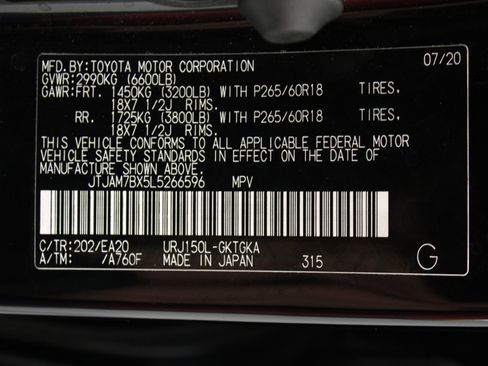 MFD.BY:TOYOTA MOTOR CORPORATION 07/20
GVWR:2990KG (6600LB)
GAWR:FRT. 1450KG (3200LB) WITH P265/60R18 TIRES.
18X7 1/2J RIMS.
RR. 1725KG (3800LB) WITH P265/60R18 TIRES.
18X7 1/2J RIMS.
THIS VEHICLE CONFORMS TO ALL APPLICABLE FEDERAL MOTOR
VEHICLE SAFETY STANDARDS IN EFFECT ON THE DATE OF
MANUFACTURE SHOWN ABOVE.
JTJAM7BX5L5266596 MPV
C/TR:202/EA20 URJ150L-GKTGKA
A/TM: /A760F MADE IN JAPAN 315 G